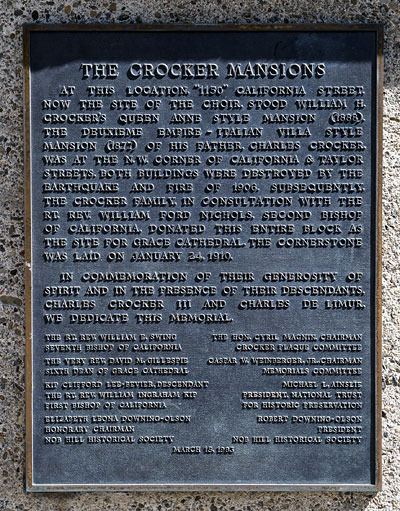 THE CROCKER MANSIONS
AT THIS LOCATION, "1150" CALIFORNIA STREET,
NOW THE SITE OF THE CHOIR, STOOD WILLIAM H.
CROCKER'S QUEEN ANNE STYLE MANSION (1888).
THE DEUXIEME EMPIRE - ITALIAN VILLA STYLE
MANSION (1877) OF HIS FATHER, CHARLES CROCKER,
WAS AT THE N.W. CORNER OF CALIFORNIA & TAYLOR
STREETS. BOTH BUILDINGS WERE DESTROYED BY THE
EARTHQUAKE AND FIRE OF 1906. SUBSEQUENTLY,
THE CROCKER FAMILY, IN CONSULTATION WITH THE
RT. REV. WILLIAM FORD NICHOLS, SECOND BISHOP
OF CALIFORNIA, DONATED THIS ENTIRE BLOCK AS
THE SITE FOR GRACE CATHEDRAL. THE CORNERSTONE
WAS LAID ON JANUARY 24, 1910.
IN COMMEMORATION OF THEIR GENEROSITY OF
SPIRIT AND IN THE PRESENCE OF THEIR DESCENDANTS,
CHARLES CROCKER III AND CHARLES DE LIMUR,
WE DEDICATE THIS MEMORIAL.
THE RT. REV. WILLIAM E. SWING
SEVENTH BISHOP OF CALIFORNIA
THE HON. CYRIL MAGNIN, CHAIRMAN
CROCKER PLAQUE COMMITTEE
THE VERY REV. DAVID M. GILLESPIE
SIXTH DEAN OF GRACE CATHEDRAL
CASPAR W. WEINBERGER, JR., CHAIRMAN
MEMORIALS COMMITTEE
KIP CLIFFORD LEE-BEVIER, DESCENDANT
THE RT. REV. WILLIAM INGRAHAM KIP
FIRST BISHOP OF CALIFORNIA
MICHAEL L. AINSLIE
PRESIDENT, NATIONAL TRUST
FOR HISTORIC PRESERVATION
ELIZABETH LEONA DOWNING-OLSON
HONORARY CHAIRMAN
NOB HILL HISTORICAL SOCIETY
ROBERT DOWNING-OLSON
PRESIDENT
NOB HILL HISTORICAL SOCIETY
MARCH 18, 1983